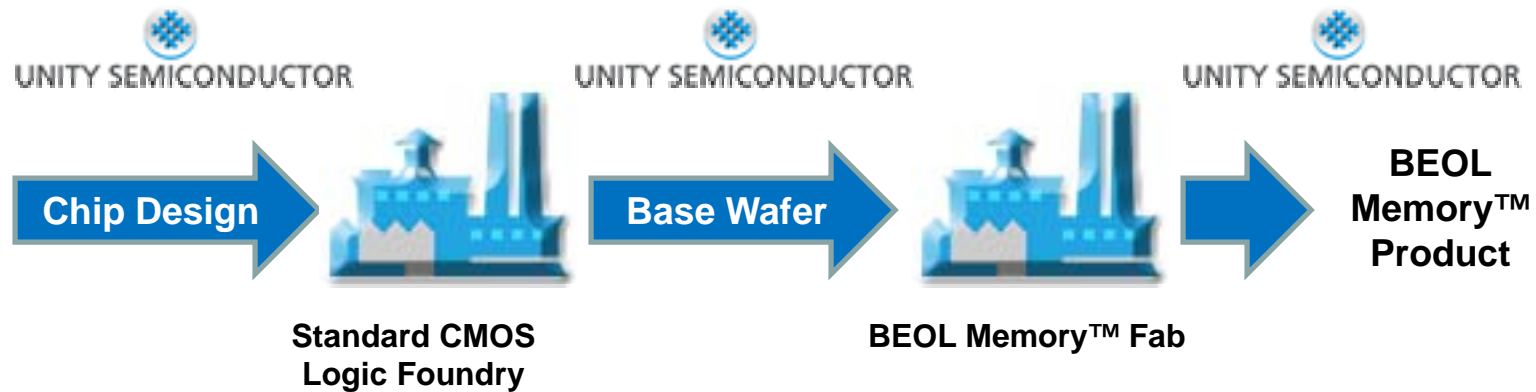 UNITY SEMICONDUCTOR
UNITY SEMICONDUCTOR
UNITY SEMICONDUCTOR
Chip Design
Base Wafer
BEOL
Memory™
Product
Standard CMOS
Logic Foundry
BEOL Memory™ Fab